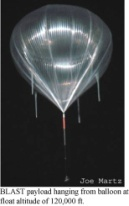 Joe Martz
BLAST payload hanging from balloon at
float altitude of 120,000 ft.